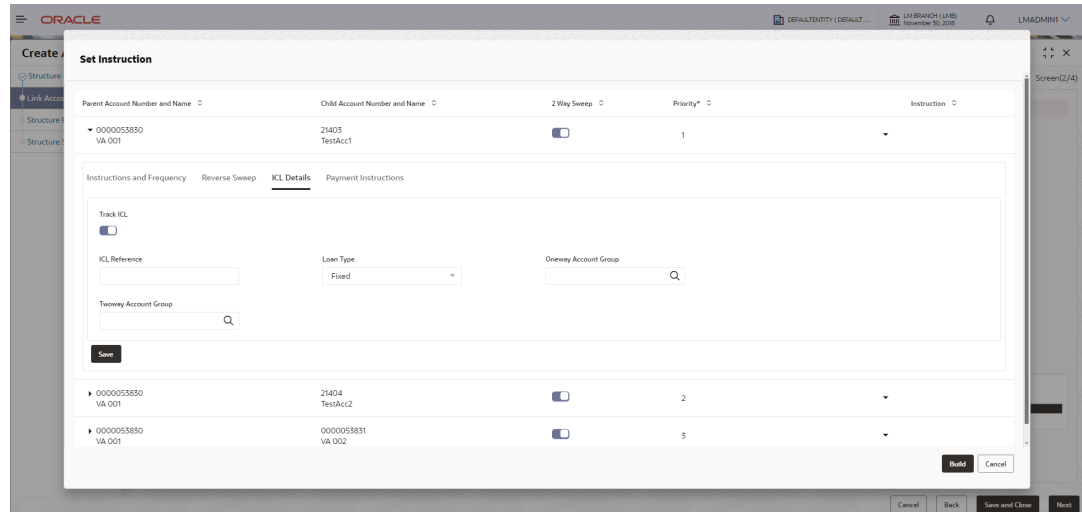 ORACLE
DEFAULTENTITY ( DEFAULT....
LM BRANCH ( LMB)
November 30, 2018
LMADMIN1
Create
Set Instruction
Structure
Screen(2/4)
Link Acco
Parent Account Number and Name
Child Account Number and Name
2 Way Sweep
Priority*
Instruction
Structure
0000053830
VA 001
21403
TestAcc1
1
Structure
Instructions and Frequency
Reverse Sweep
ICL Details
Payment Instructions
Track ICL
ICL Reference
Loan Type
Oneway Account Group
Fixed
Twoway Account Group
Save
0000053830
VA 001
21404
TestAcc2
2
0000053830
VA 001
0000053831
VA 002
3
Build
Cancel
Cancel
Back
Save and Close
Next